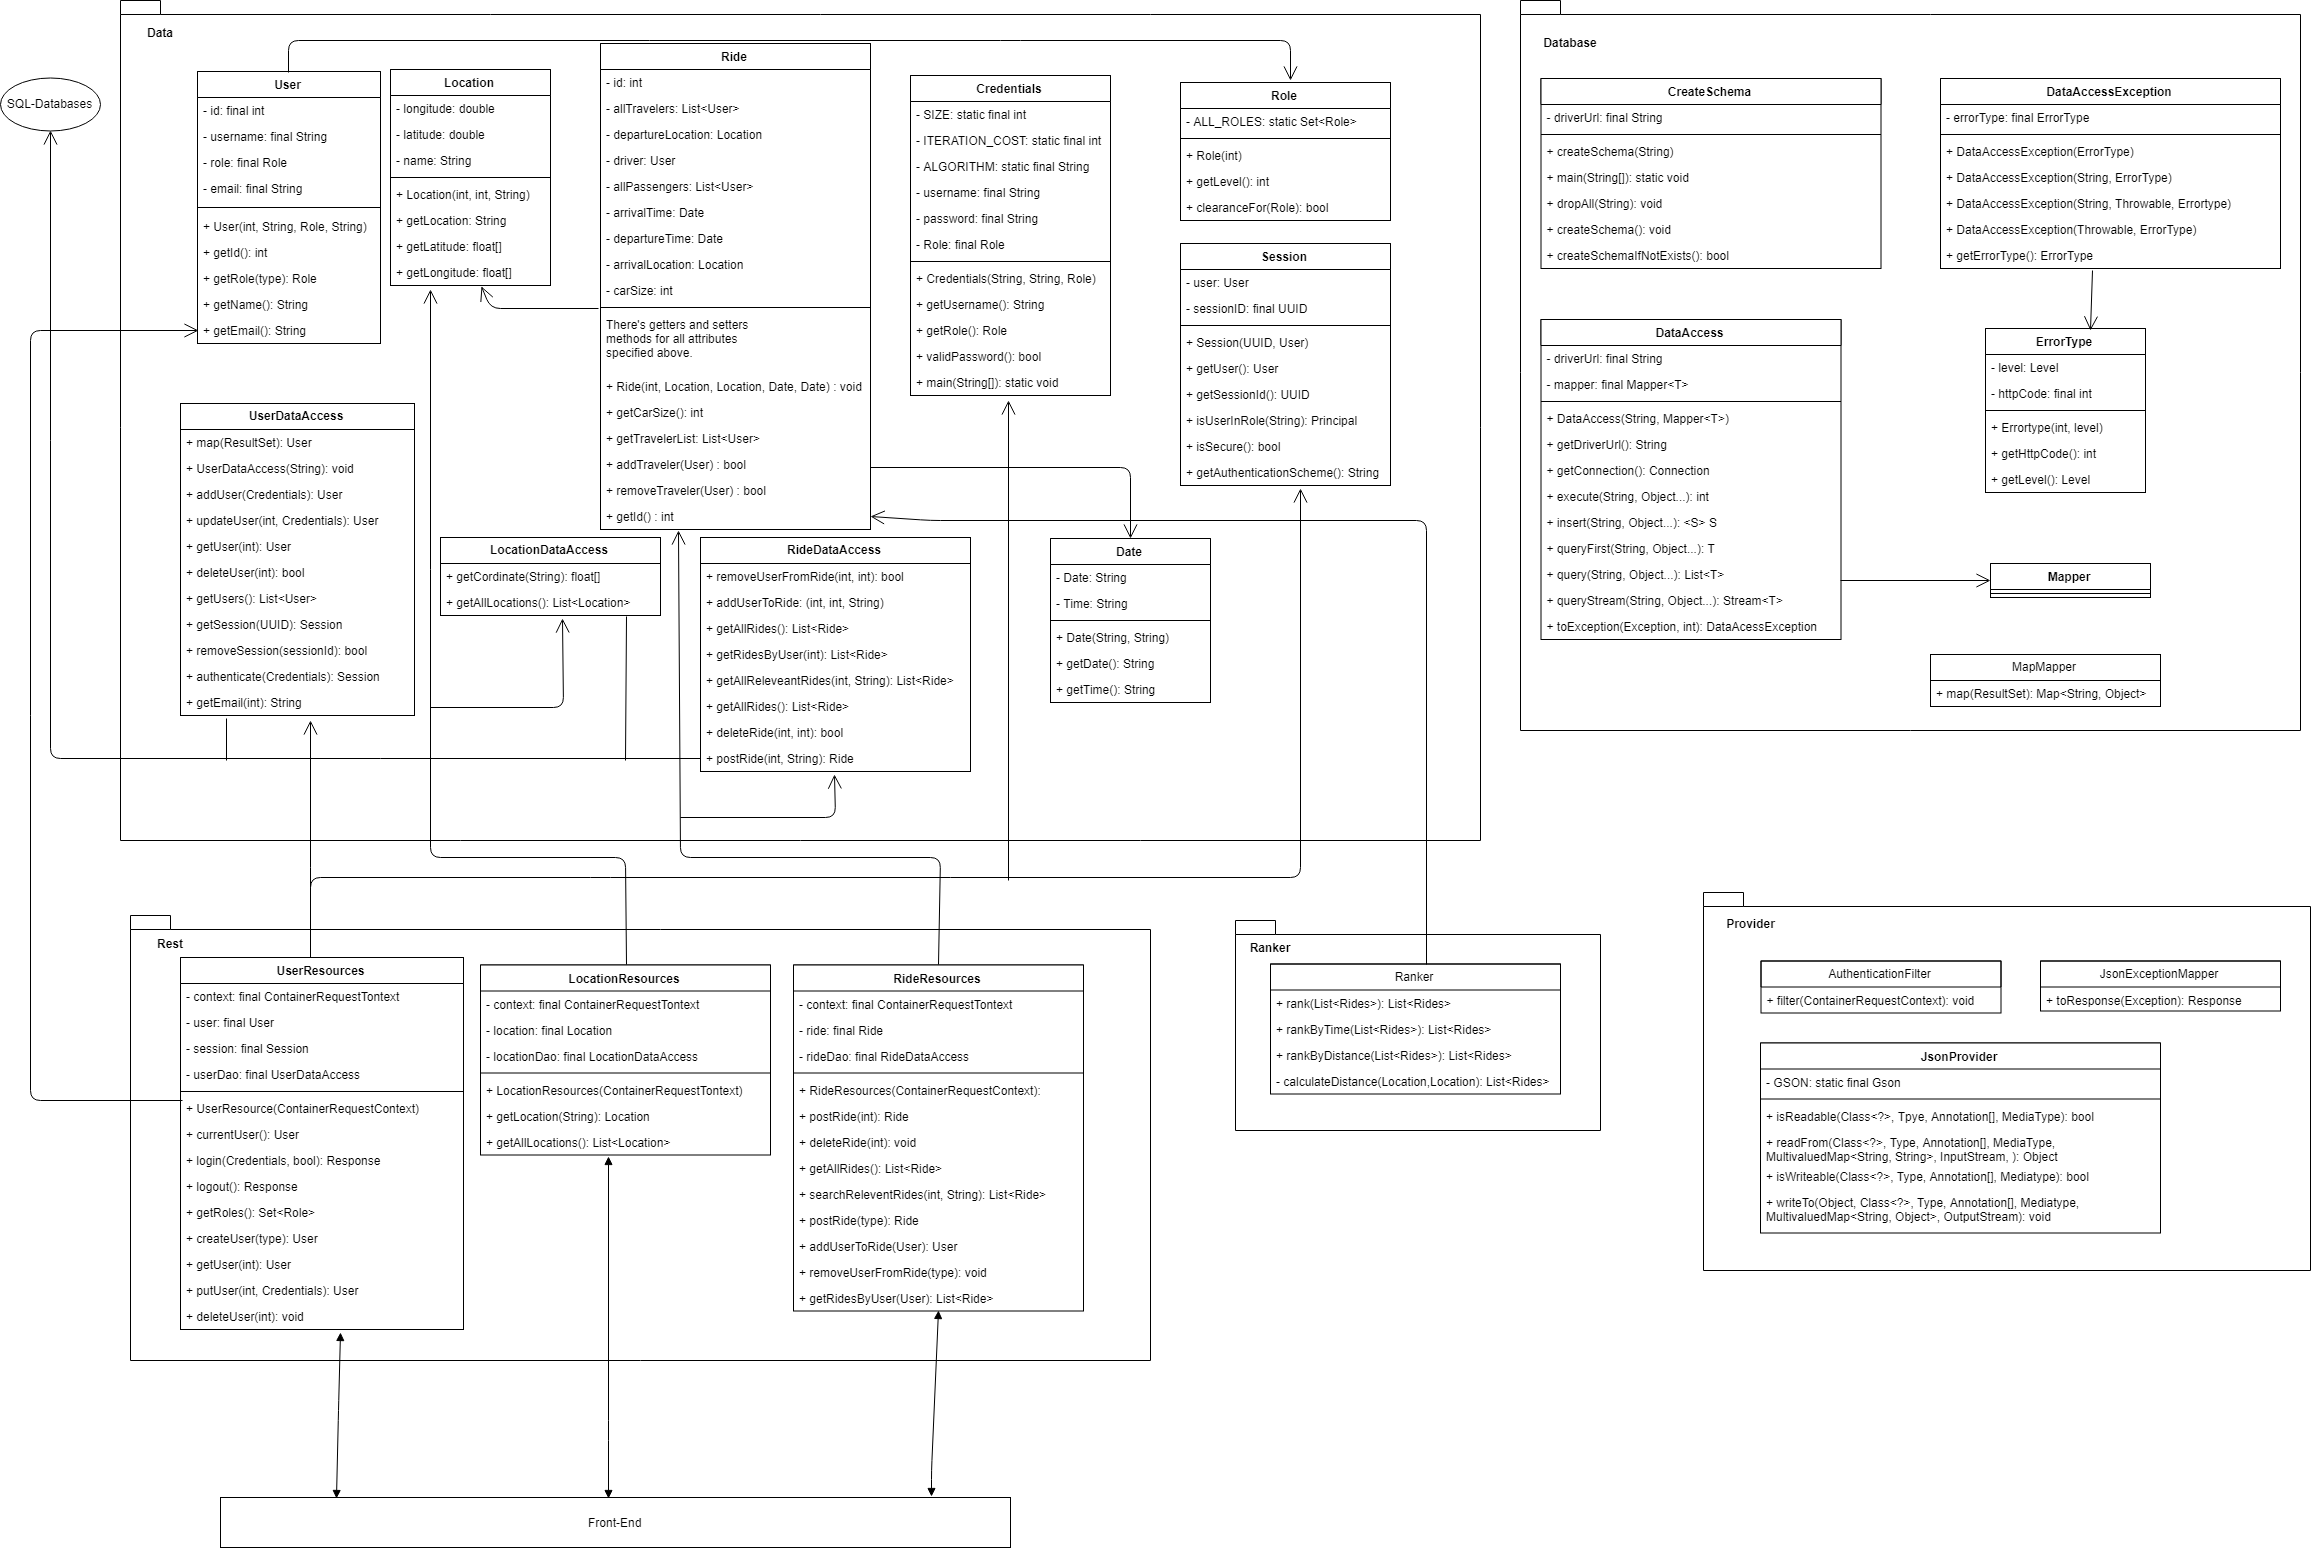 Data
SQL-Databases
User
- id: final int
- username: final String
- role: final Role
- email: final String
+ User(int, String, Role, String)
+ getId(): int
+ getRole(type): Role
+ getName(): String
+ getEmail(): String
Location
- longitude: double
- latitude: double
- name: String
+ Location(int, int, String)
+ getLocation: String
+ getLatitude: float[]
+ getLongitude: float[]
Ride
- id: int
- allTravelers: List<User>
- departureLocation: Location
- driver: User
- allPassengers: List<User>
- arrivalTime: Date
- departureTime: Date
- arrivalLocation: Location
- carSize: int
There's getters and setters
methods for all attributes
specified above.
+ Ride(int, Location, Location, Date, Date) : void
+ getCarSize(): int
+ getTravelerList: List<User>
+ addTraveler(User) : bool
+ removeTraveler(User) : bool
+ getId() : int
Credentials
- SIZE: static final int
- ITERATION_COST: static final int
- ALGORITHM: static final String
- username: final String
- password: final String
- Role: final Role
+ Credentials(String, String, Role)
+ getUsername(): String
+ getRole(): Role
+ validPassword(): bool
+ main(String[]): static void
Role
- ALL_ROLES: static Set<Role>
+ Role(int)
+ getLevel(): int
+ clearanceFor(Role): bool
Session
- user: User
- sessionID: final UUID
+ Session(UUID, User)
+ getUser(): User
+ getSessionId(): UUID
+ isUserInRole(String): Principal
+ isSecure(): bool
+ getAuthenticationScheme(): String
UserDataAccess
+ map(ResultSet): User
+ UserDataAccess(String): void
+ addUser(Credentials): User
+ updateUser(int, Credentials): User
+ getUser(int): User
+ deleteUser(int): bool
+ getUsers(): List<User>
+ getSession(UUID): Session
+ removeSession(sessionId): bool
+ authenticate(Credentials): Session
+ getEmail(int): String
LocationDataAccess
+ getCordinate(String): float[]
+ getAllLocations(): List<Location>
RideDataAccess
+ removeUserFromRide(int, int): bool
+ addUserToRide: (int, int, String)
+ getAllRides(): List<Ride>
+ getRidesByUser(int): List<Ride>
+ getAllReleveantRides(int, String): List<Ride>
+ getAllRides(): List<Ride>
+ deleteRide(int, int): bool
+ postRide(int, String): Ride
Date
- Date: String
- Time: String
+ Date(String, String)
+ getDate(): String
+ getTime(): String
Database
CreateSchema
- driverUrl: final String
+ createSchema(String)
+ main(String[]): static void
+ dropAll(String): void
+ createSchema(): void
+ createSchemaIfNotExists(): bool
DataAccessException
- errorType: final ErrorType
+ DataAccessException(ErrorType)
+ DataAccessException(String, ErrorType)
+ DataAccessException(String, Throwable, Errortype)
+ DataAccessException(Throwable, ErrorType)
+ getErrorType(): ErrorType
DataAccess
- driverUrl: final String
- mapper: final Mapper<T>
+ DataAccess(String, Mapper<T>)
+ getDriverUrl(): String
+ getConnection(): Connection
+ execute(String, Object...): int
+ insert(String, Object...): <S> S
+ queryFirst(String, Object...): T
+ query(String, Object...): List<T>
+ queryStream(String, Object...): Stream<T>
+ toException(Exception, int): DataAcessException
ErrorType
- level: Level
- httpCode: final int
+ Errortype(int, level)
+ getHttpCode(): int
+ getLevel(): Level
Mapper
MapMapper
+ map(ResultSet): Map<String, Object>
Rest
UserResources
- context: final ContainerRequestTontext
- user: final User
- session: final Session
- userDao: final UserDataAccess
+ UserResource(ContainerRequestContext)
+ currentUser(): User
+ login(Credentials, bool): Response
+ logout(): Response
+ getRoles(): Set<Role>
+ createUser(type): User
+ getUser(int): User
+ putUser(int, Credentials): User
+ deleteUser(int): void
LocationResources
- context: final ContainerRequestTontext
- location: final Location
- locationDao: final LocationDataAccess
+ LocationResources(ContainerRequestTontext)
+ getLocation(String): Location
+ getAllLocations(): List<Location>
RideResources
- context: final ContainerRequestTontext
- ride: final Ride
- rideDao: final RideDataAccess
+ RideResources(ContainerRequestContext):
+ postRide(int): Ride
+ deleteRide(int): void
+ getAllRides(): List<Ride>
+ searchReleventRides(int, String): List<Ride>
+ postRide(type): Ride
+ addUserToRide(User): User
+ removeUserFromRide(type): void
+ getRidesByUser(User): List<Ride>
Ranker
Ranker
+ rank(List<Rides>): List<Rides>
+ rankByTime(List<Rides>): List<Rides>
+ rankByDistance(List<Rides>): List<Rides>
- calculateDistance(Location,Location): List<Rides>
Provider
AuthenticationFilter
+ filter(ContainerRequestContext): void
JsonExceptionMapper
+ toResponse(Exception): Response
JsonProvider
- GSON: static final Gson
+ isReadable(Class<?>, Tpye, Annotation[], MediaType): bool
+ readFrom(Class<?>, Type, Annotation[], MediaType,
MultivaluedMap<String, String>, InputStream, ): Object
+ isWriteable(Class<?>, Type, Annotation[], Mediatype): bool
+ writeTo(Object, Class<?>, Type, Annotation[], Mediatype,
MultivaluedMap<String, Object>, OutputStream): void
Front-End